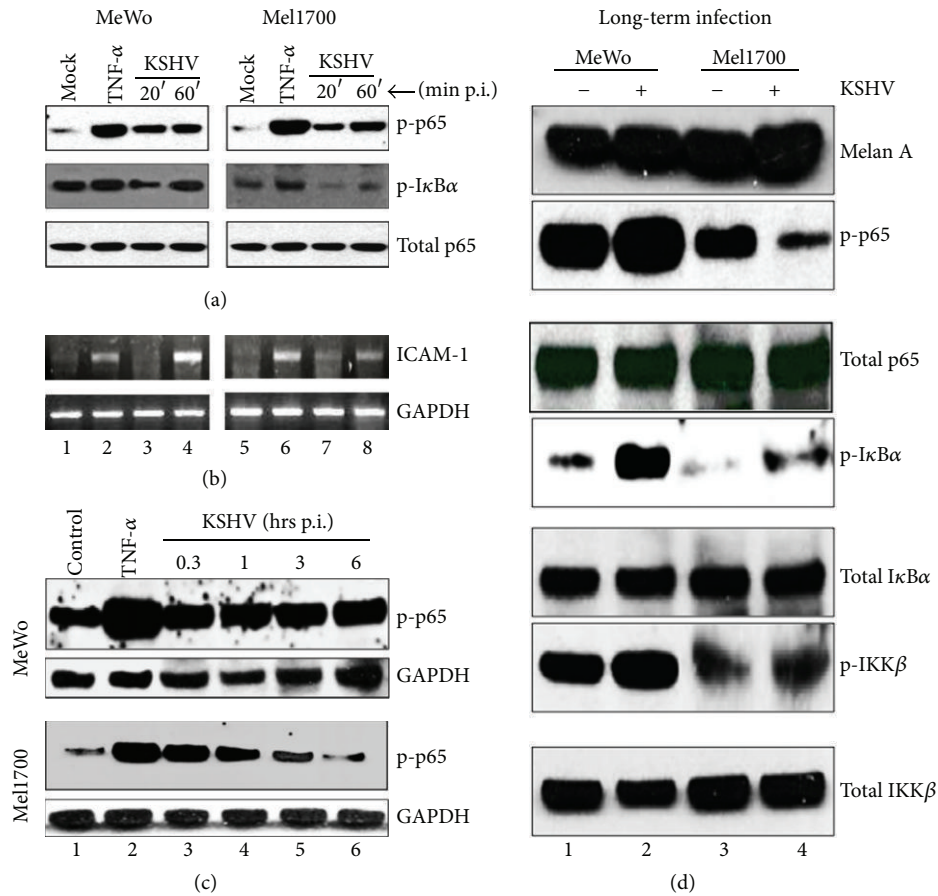 MeWo
Mel1700
Mock
TNF-α
KSHV
20′ 60′
Mock
TNF-α
KSHV
20′ 60′
← (min p.i.)
p-p65
p-IκBα
Total p65
(a)
ICAM-1
GAPDH
1 2 3 4 5 6 7 8
(b)
Control
TNF-α
KSHV (hrs p.i.)
0.3 1 3 6
MeWo
p-p65
GAPDH
Mel1700
p-p65
GAPDH
1 2 3 4 5 6
(c)
Long-term infection
MeWo Mel1700
− + − + KSHV
Melan A
p-p65
Total p65
p-IκBα
Total IκBα
p-IKKβ
Total IKKβ
1 2 3 4
(d)